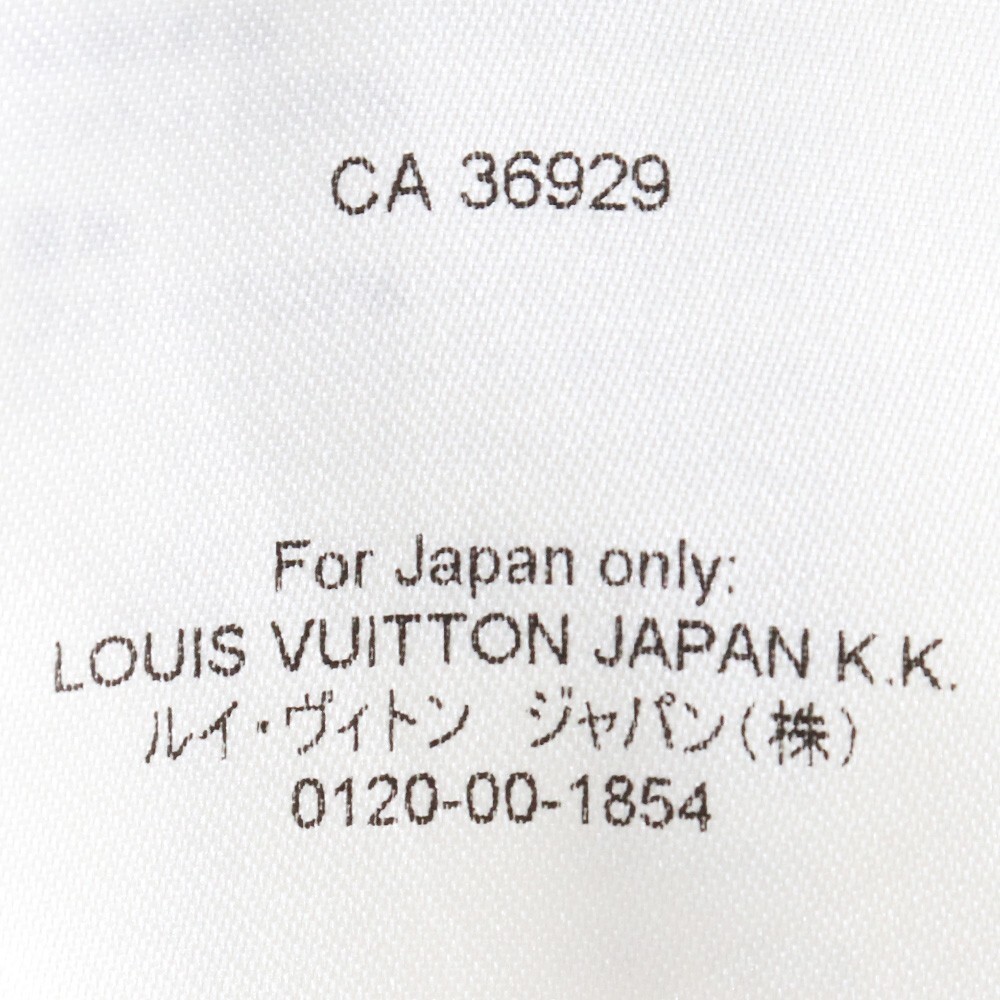 CA 36929
For Japan only:
LOUIS VUITTON JAPAN K.K.
ルイ・ヴィトン　ジャパン(株)
0120-00-1854